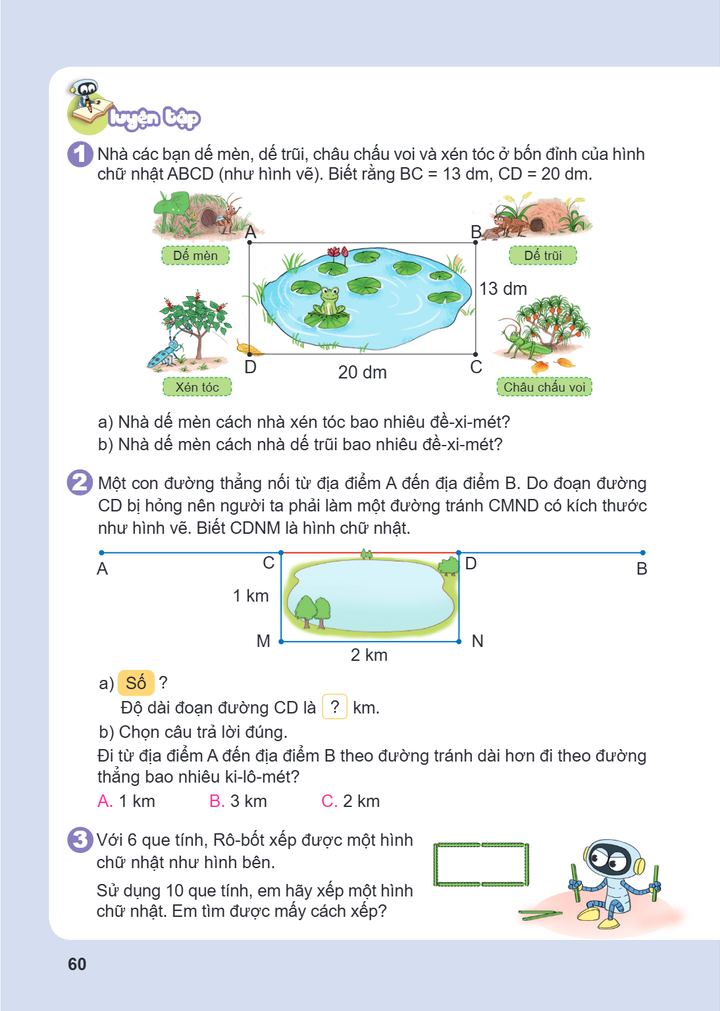 luyện tập
1 Nhà các bạn dế mèn, dế trũi, châu chấu voi và xén tóc ở bốn đỉnh của hình
chữ nhật ABCD (như hình vẽ). Biết rằng BC = 13 dm, CD = 20 dm.
A
B
Dế mèn
Dế trũi
13 dm
D
20 dm
C
Xén tóc
Châu chấu voi
a) Nhà dế mèn cách nhà xén tóc bao nhiêu đề-xi-mét?
b) Nhà dế mèn cách nhà dế trũi bao nhiêu đề-xi-mét?
2 Một con đường thẳng nối từ địa điểm A đến địa điểm B. Do đoạn đường
CD bị hỏng nên người ta phải làm một đường tránh CMND có kích thước
như hình vẽ. Biết CDNM là hình chữ nhật.
A
C
D
B
1 km
M
N
2 km
a) Số ?
Độ dài đoạn đường CD là ? km.
b) Chọn câu trả lời đúng.
Đi từ địa điểm A đến địa điểm B theo đường tránh dài hơn đi theo đường
thẳng bao nhiêu ki-lô-mét?
A. 1 km B. 3 km C. 2 km
3 Với 6 que tính, Rô-bốt xếp được một hình
chữ nhật như hình bên.
Sử dụng 10 que tính, em hãy xếp một hình
chữ nhật. Em tìm được mấy cách xếp?
60